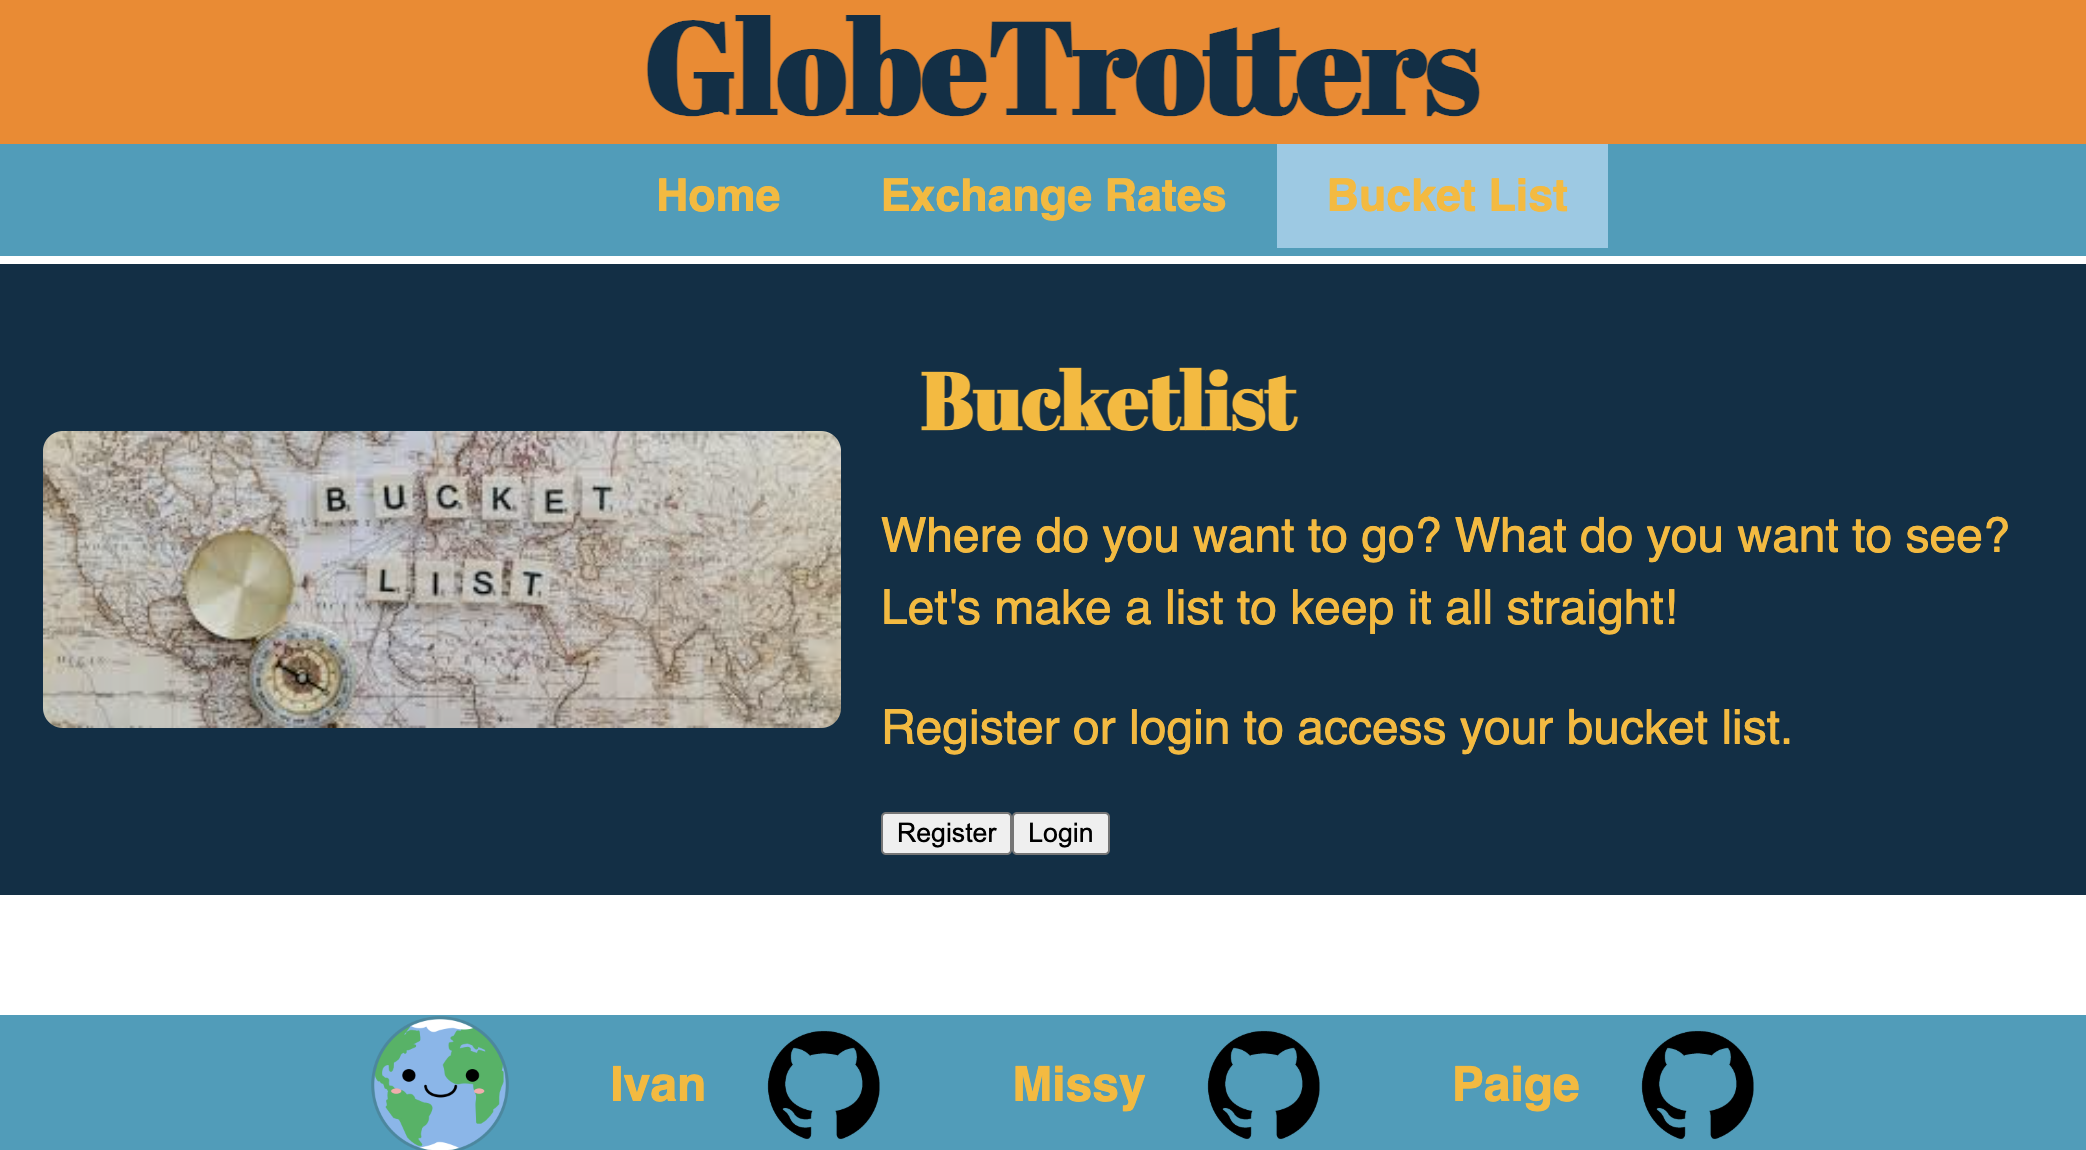 GlobeTrotters
Home Exchange Rates Bucket List
Bucketlist
BUCKET
LIST
Where do you want to go? What do you want to see?
Let's make a list to keep it all straight!
Register or login to access your bucket list.
Register Login
Ivan Missy Paige